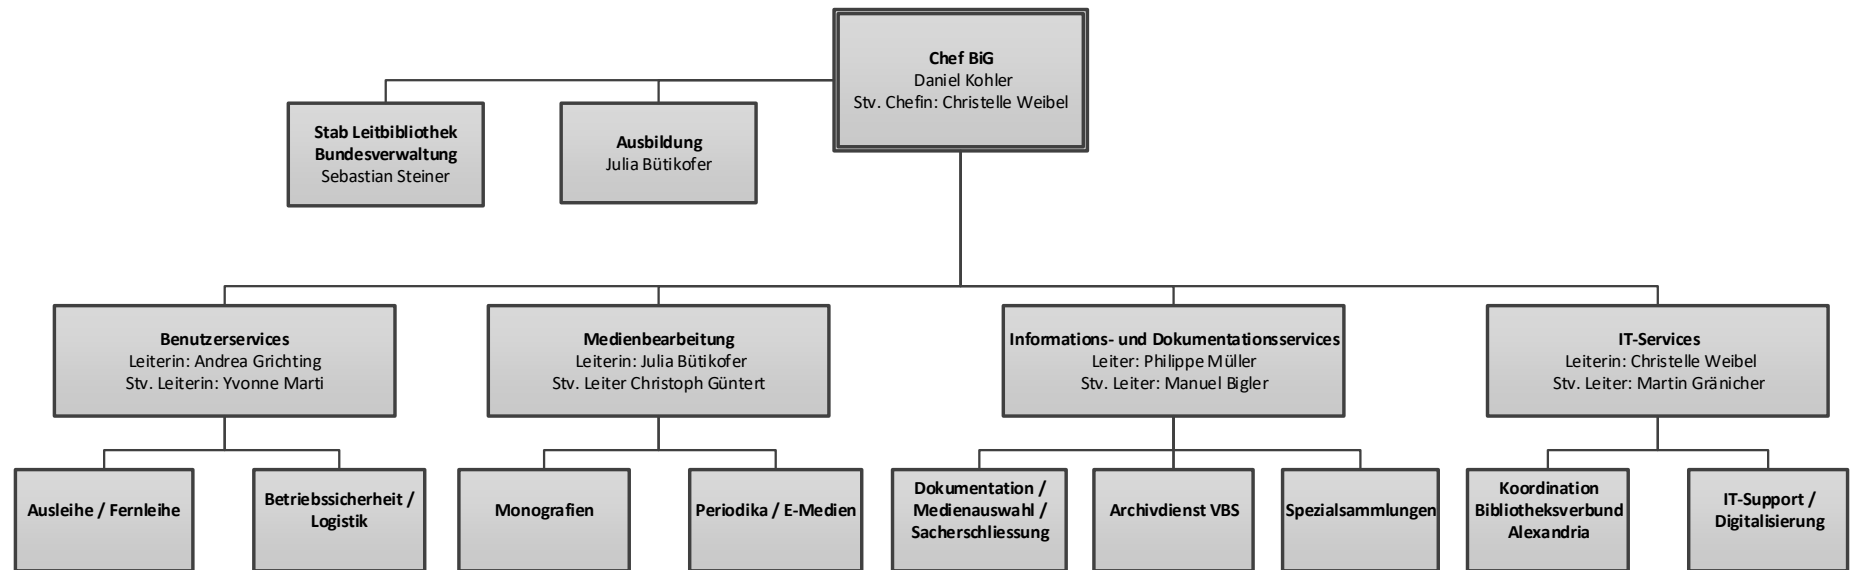 Chef BiG
Daniel Kohler
Stv. Chefin: Christelle Weibel
Stab Leitbibliothek
Bundesverwaltung
Sebastian Steiner
Ausbildung
Julia Bütikofer
Benutzerservices
Leiterin: Andrea Grichting
Stv. Leiterin: Yvonne Marti
Medienbearbeitung
Leiterin: Julia Bütikofer
Stv. Leiter Christoph Güntert
Informations- und Dokumentationsservices
Leiter: Philippe Müller
Stv. Leiter: Manuel Bigler
IT-Services
Leiterin: Christelle Weibel
Stv. Leiter: Martin Gränicher
Ausleihe / Fernleihe
Betriebssicherheit /
Logistik
Monografien
Periodika / E-Medien
Dokumentation /
Medienauswahl /
Sacherschliessung
Archivdienst VBS
Spezialsammlungen
Koordination
Bibliotheksverbund
Alexandria
IT-Support /
Digitalisierung